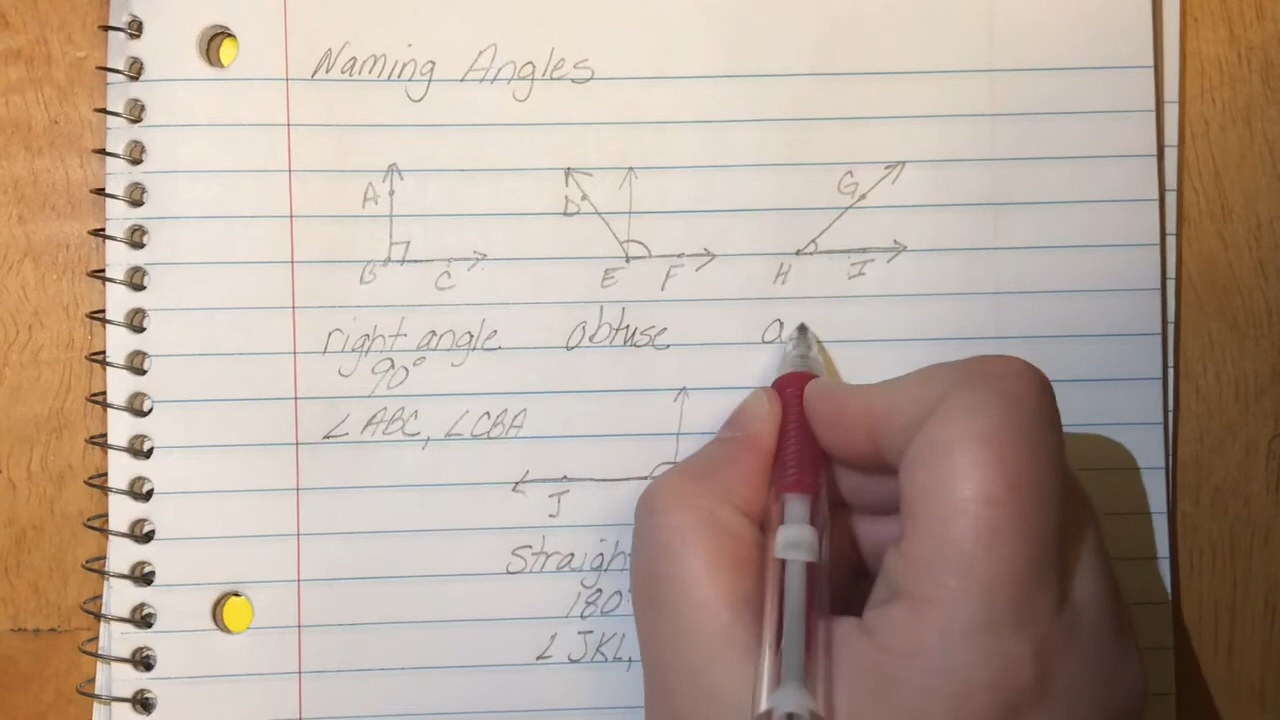 Naming Angles
A D G
B C E F H I
right angle obtuse a
90°
∠ABC, ∠CBA
J
straigh
180°
∠JKL,